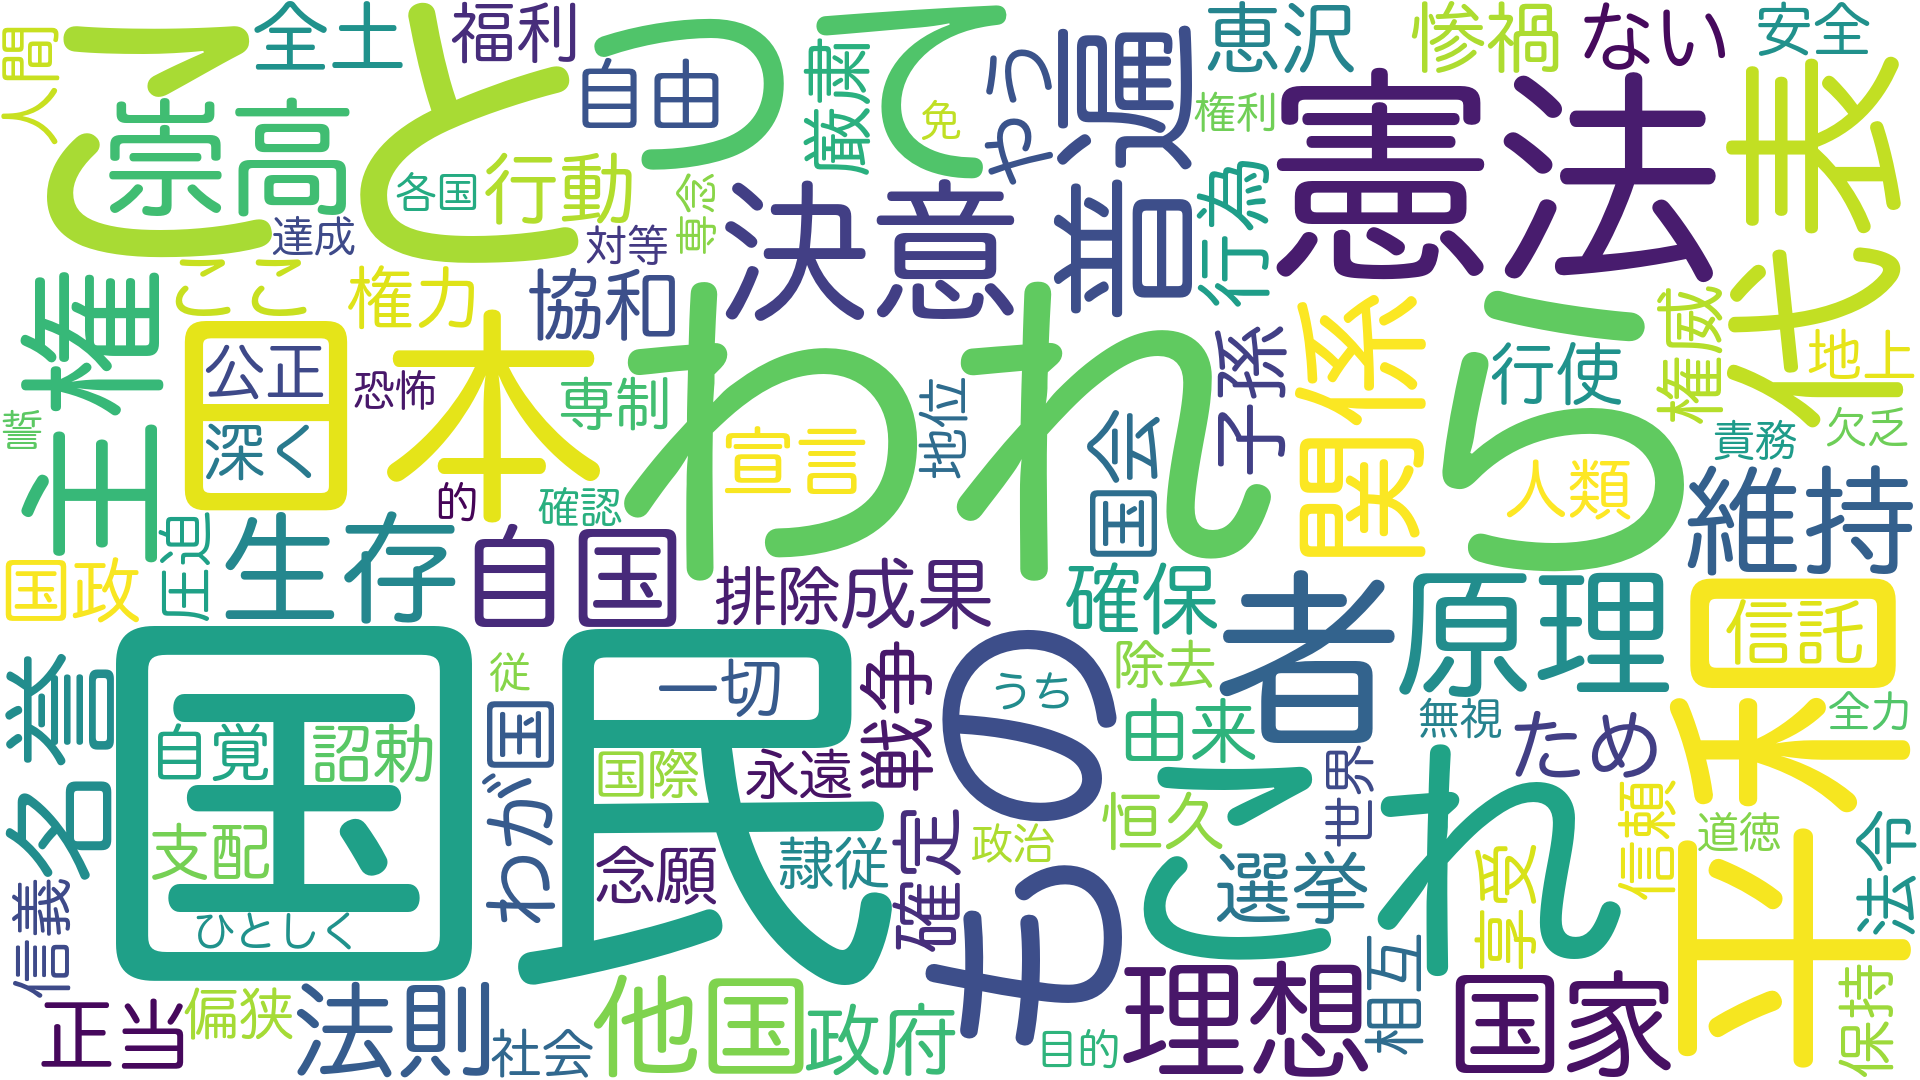 人間
こと
全土
福利
自由
って
厳粛
免
やう
普遍
恵沢
権利
惨禍
ない
安全
代表
崇高
各国
行動
専念
達成
対等
決意
行為
憲法
ここ
権力
協和
主権
日本
公正
深く
恐怖
専制
誓
的
確認
われら
宣言
地位
国会
子孫
関係
行使
権威
地上
責務
欠乏
人類
維持
国政
圧迫
生存
自国
排除
成果
確保
者
原理
信託
平和
国民
名誉
自覚
詔勅
支配
ひとしく
従
わが国
一切
国際
永遠
念願
隷従
戦争
確定
政治
もの
うち
除去
由来
恒久
これ
選挙
世界
無視
ため
全力
信頼
道徳
法令
享受
相互
保持
信義
正当
偏狭
法則
社会
他国
政府
目的
理想
国家